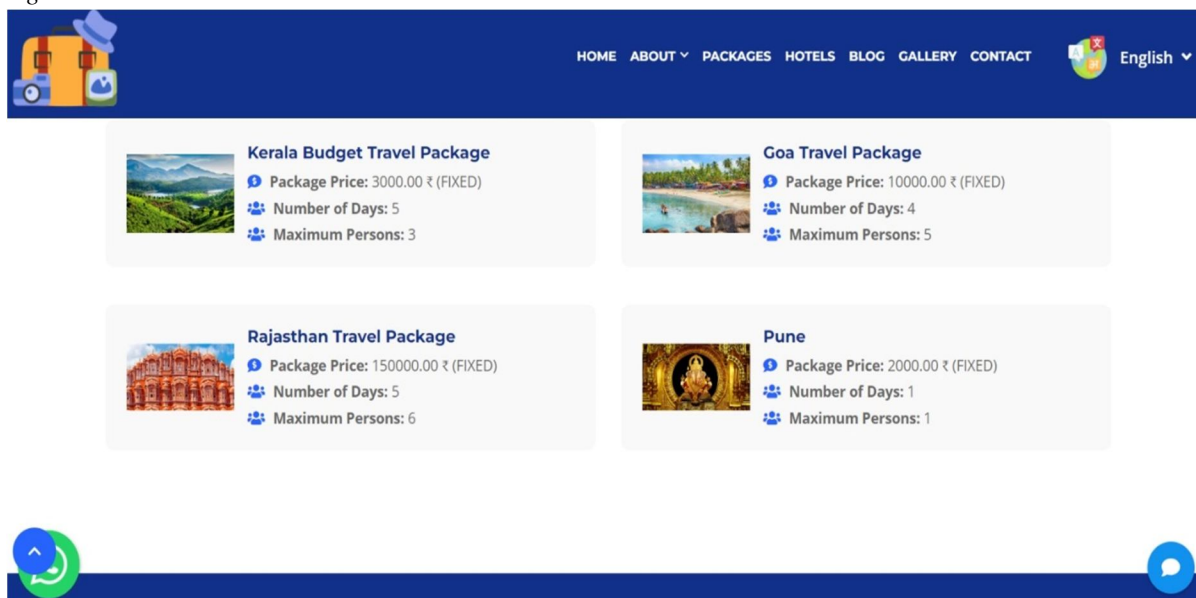 HOME ABOUT PACKAGES HOTELS BLOG GALLERY CONTACT English
Kerala Budget Travel Package
Package Price: 3000.00 ₹ (FIXED)
Number of Days: 5
Maximum Persons: 3
Goa Travel Package
Package Price: 10000.00 ₹ (FIXED)
Number of Days: 4
Maximum Persons: 5
Rajasthan Travel Package
Package Price: 150000.00 ₹ (FIXED)
Number of Days: 5
Maximum Persons: 6
Pune
Package Price: 2000.00 ₹ (FIXED)
Number of Days: 1
Maximum Persons: 1